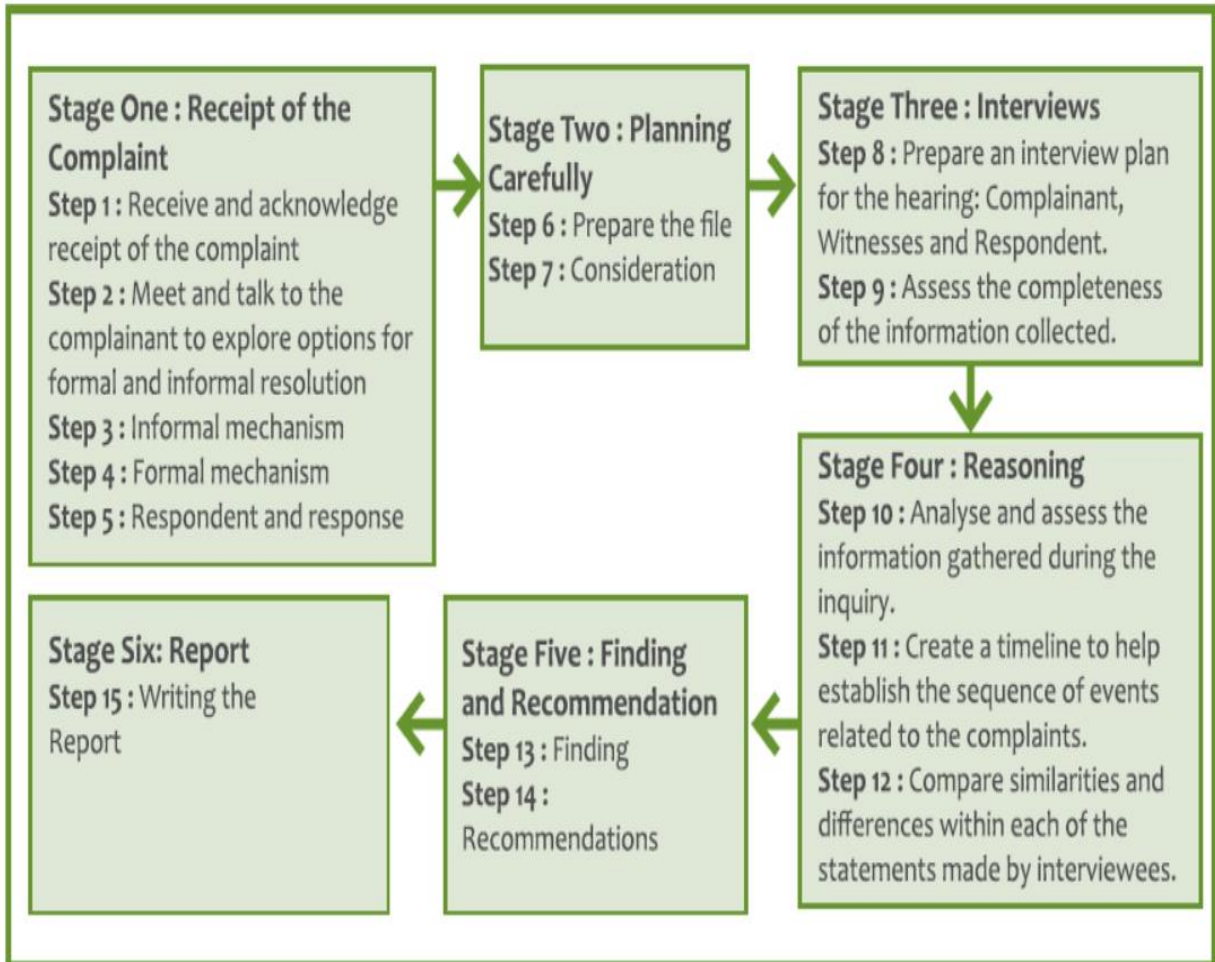 Stage One : Receipt of the
Complaint
Step 1 : Receive and acknowledge
receipt of the complaint
Step 2 : Meet and talk to the
complainant to explore options for
formal and informal resolution
Step 3 : Informal mechanism
Step 4 : Formal mechanism
Step 5 : Respondent and response
Stage Two : Planning
Carefully
Step 6 : Prepare the file
Step 7 : Consideration
Stage Three : Interviews
Step 8 : Prepare an interview plan
for the hearing: Complainant,
Witnesses and Respondent.
Step 9 : Assess the completeness
of the information collected.
Stage Four : Reasoning
Step 10 : Analyse and assess the
information gathered during the
inquiry.
Step 11 : Create a timeline to help
establish the sequence of events
related to the complaints.
Step 12 : Compare similarities and
differences within each of the
statements made by interviewees.
Stage Five : Finding
and Recommendation
Step 13 : Finding
Step 14 :
Recommendations
Stage Six: Report
Step 15 : Writing the
Report